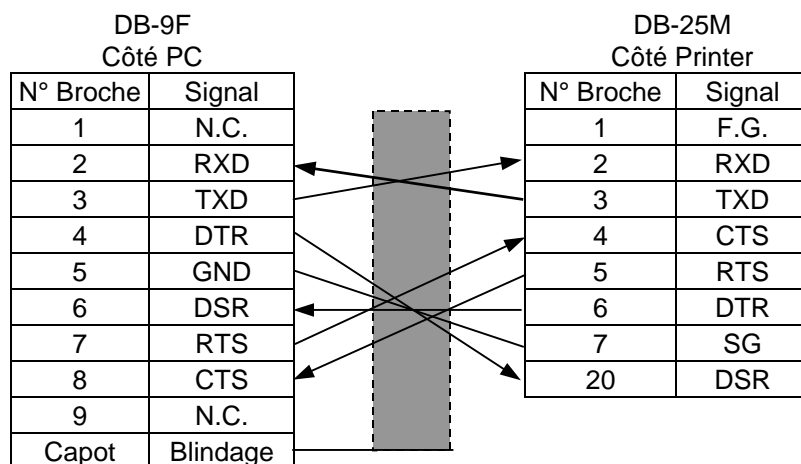 DB-9F
Côté PC
N° Broche Signal
1 N.C.
2 RXD
3 TXD
4 DTR
5 GND
6 DSR
7 RTS
8 CTS
9 N.C.
Capot Blindage
DB-25M
Côté Printer
N° Broche Signal
1 F.G.
2 RXD
3 TXD
4 CTS
5 RTS
6 DTR
7 SG
20 DSR